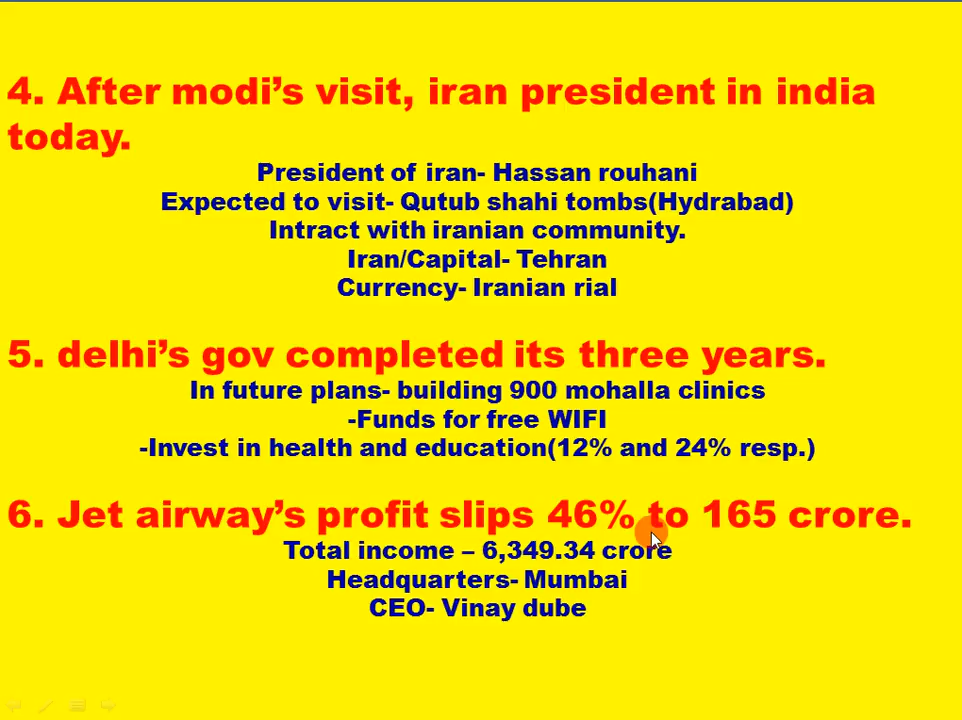 4. After modi's visit, iran president in india
today.
President of iran- Hassan rouhani
Expected to visit- Qutub shahi tombs(Hydrabad)
Intract with iranian community.
Iran/Capital- Tehran
Currency- Iranian rial
5. delhi's gov completed its three years.
In future plans- building 900 mohalla clinics
-Funds for free WIFI
-Invest in health and education(12% and 24% resp.)
6. Jet airway's profit slips 46% to 165 crore.
Total income – 6,349.34 crore
Headquarters- Mumbai
CEO- Vinay dube